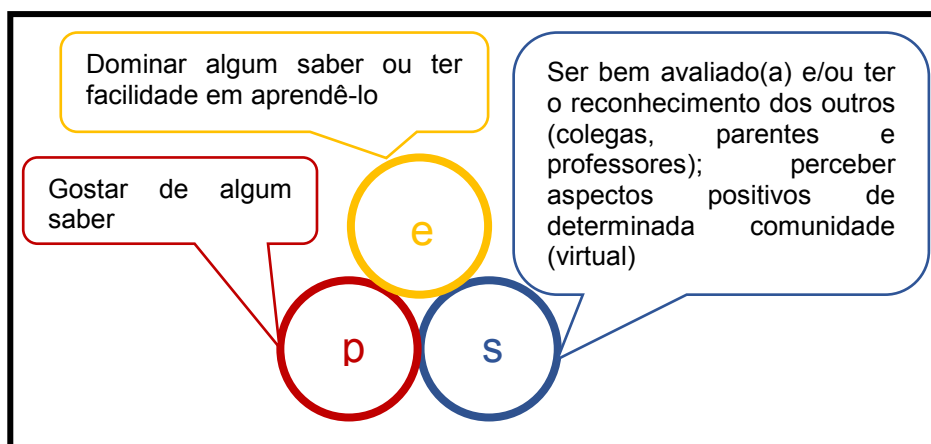 Dominar algum saber ou ter
facilidade em aprendê-lo
Ser bem avaliado(a) e/ou ter
o reconhecimento dos outros
(colegas, parentes e
professores); perceber
aspectos positivos de
determinada comunidade
(virtual)
Gostar de algum
saber
e
p
s